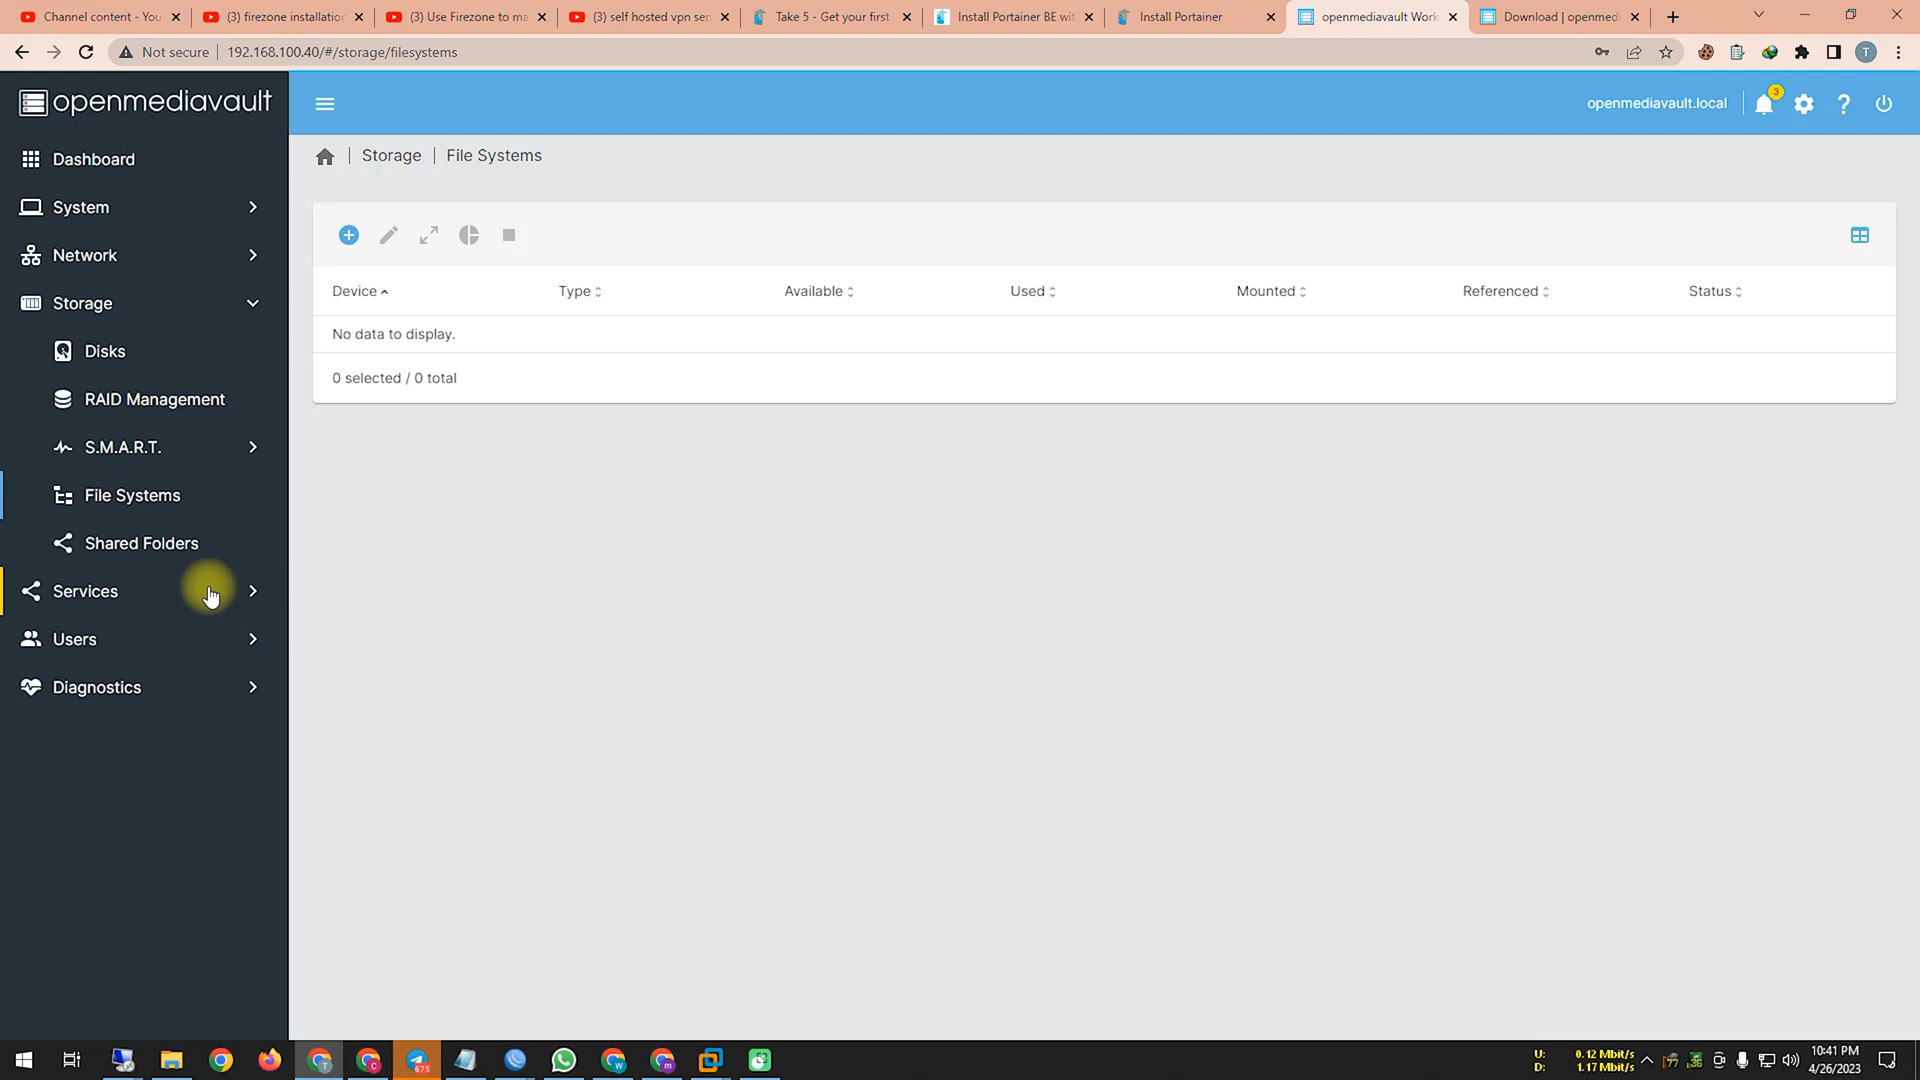 Channel content - You
(3) firezone installation
(3) Use Firezone to ma
(3) self hosted vpn ser
Take 5 - Get your first
Install Portainer BE wit
Install Portainer
openmediavault Work
Download | openmedi
Not secure
192.168.100.40/#/storage/filesystems
T
openmediavault
openmediavault.local
3
Dashboard
Storage
File Systems
System
Network
Storage
Disks
RAID Management
S.M.A.R.T.
File Systems
Shared Folders
Services
Users
Diagnostics
Device
Type
Available
Used
Mounted
Referenced
Status
No data to display.
0 selected / 0 total
T
C
675
W
m
U: 0.12 Mbit/s
D: 1.17 Mbit/s
10:41 PM
4/26/2023